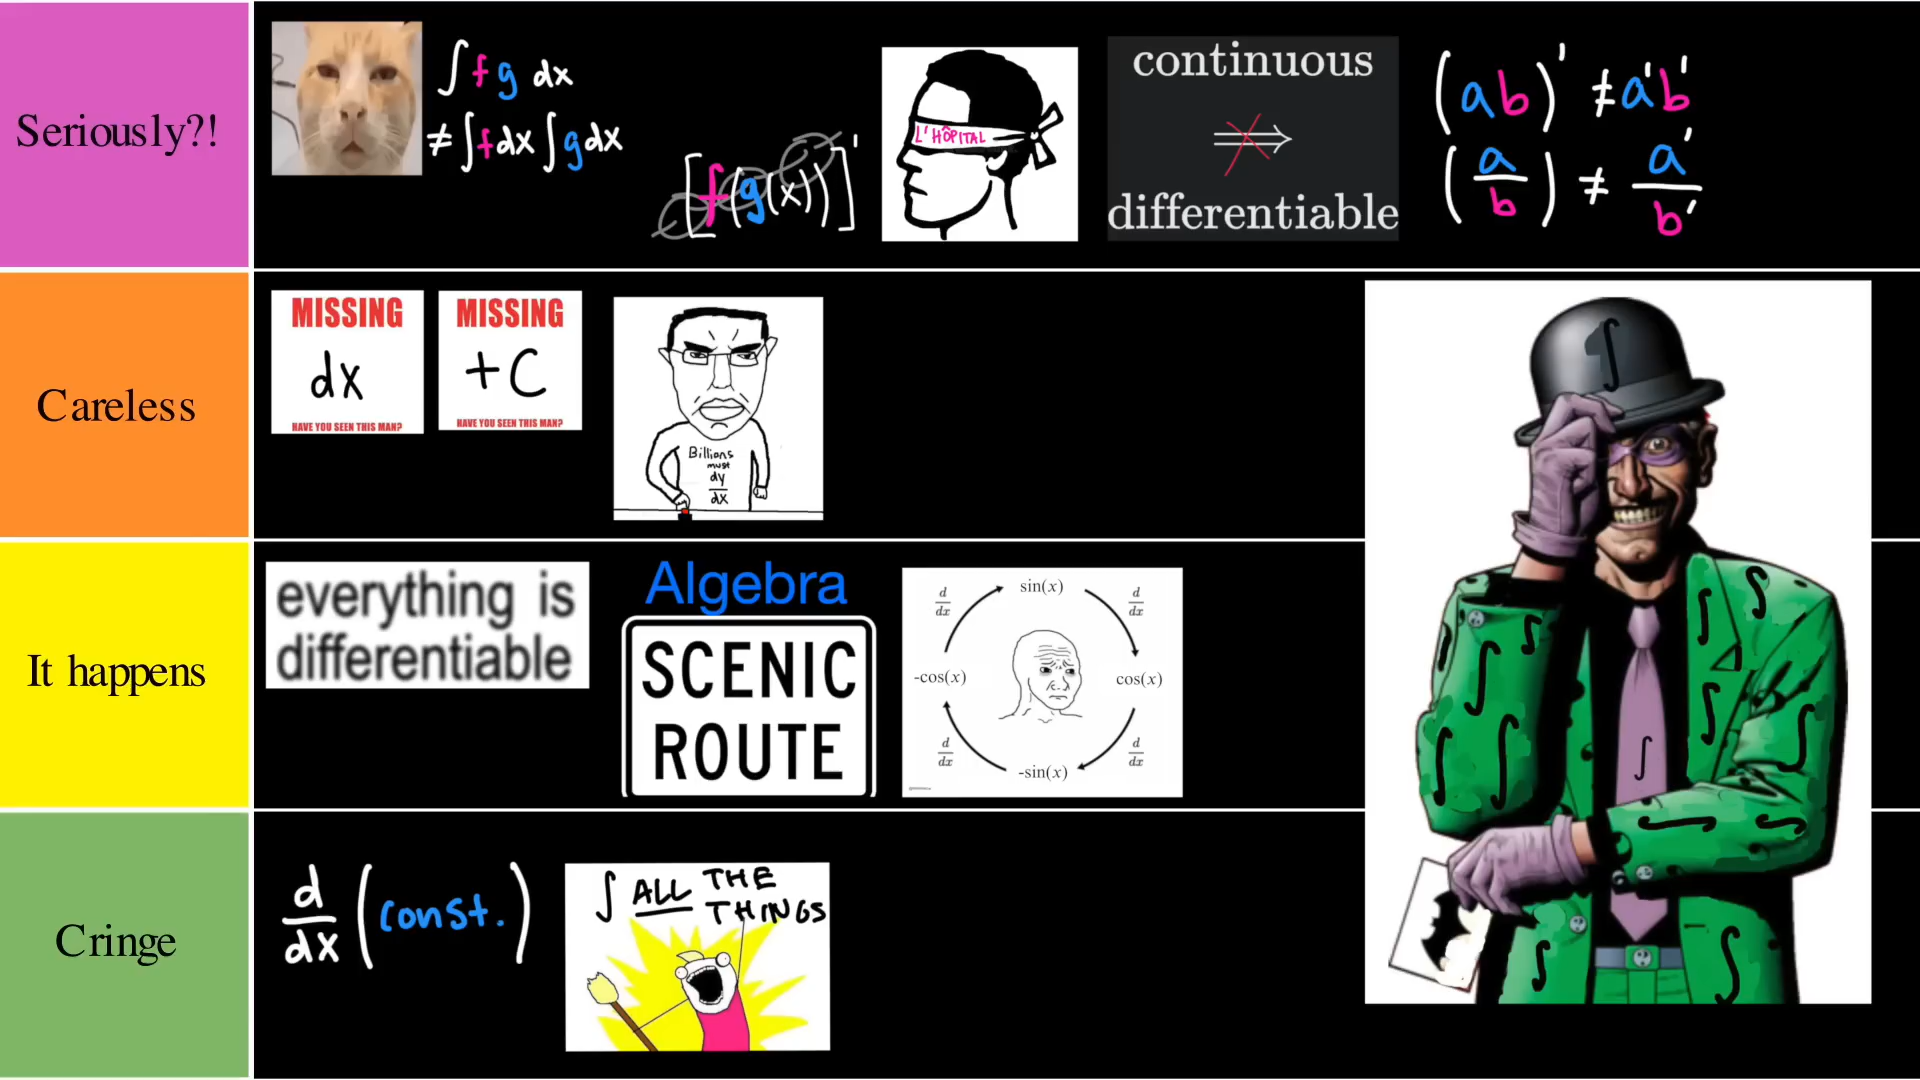 Seriously?!
∫ f g dx
≠ ∫ f dx ∫ g dx
[f(g(x))]'
L'HÔPITAL
continuous
⇏
differentiable
(ab)' ≠ a'b'
(a/b) ≠ a'/b'
Careless
MISSING
dx
HAVE YOU SEEN THIS MAN?
MISSING
+C
HAVE YOU SEEN THIS MAN?
Billions
must
dy
dx
It happens
everything is
differentiable
Algebra
SCENIC
ROUTE
sin(x)
d/dx
cos(x)
d/dx
-sin(x)
d/dx
-cos(x)
d/dx
Cringe
d/dx (const.)
∫ ALL THE
THINGS